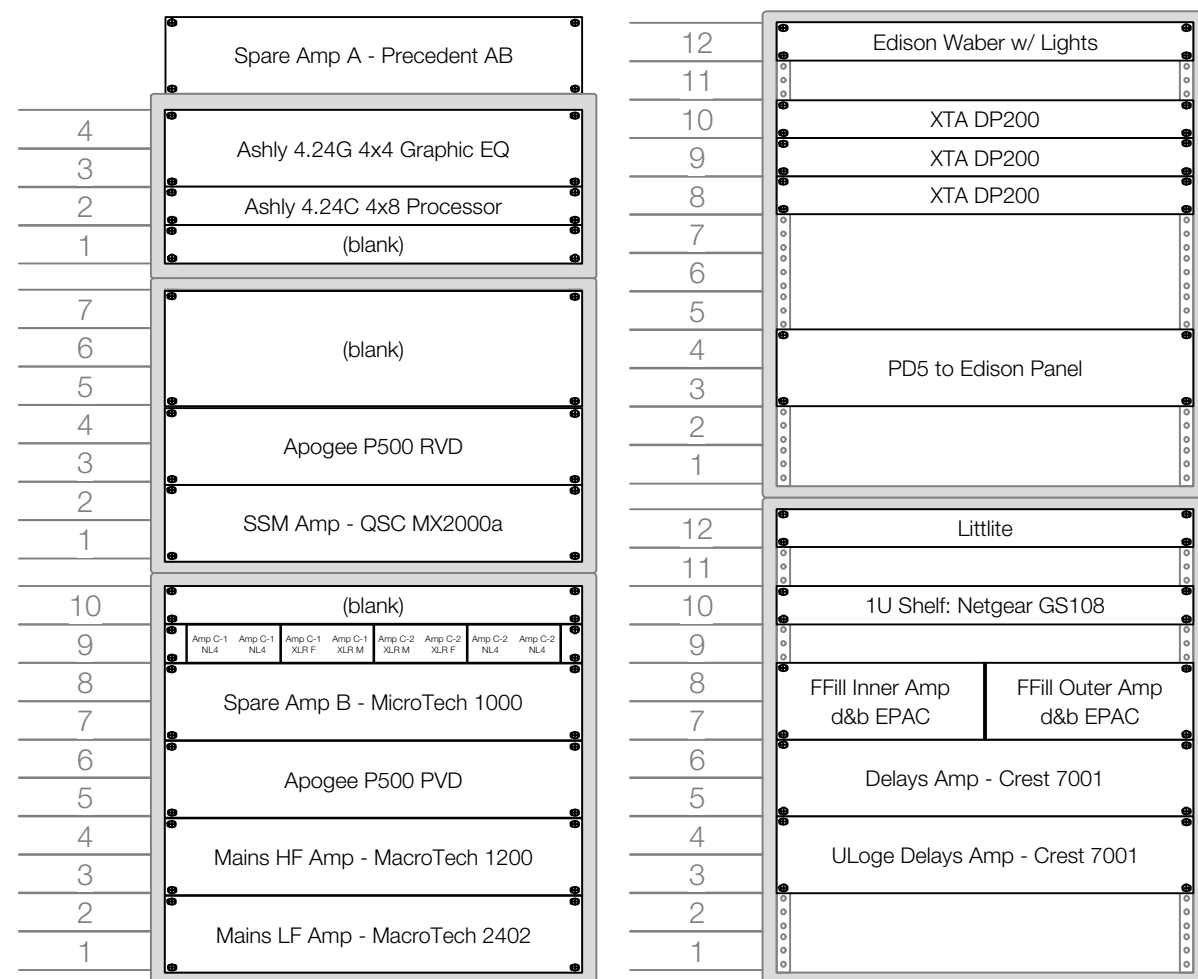 Spare Amp A - Precedent AB
4
Ashly 4.24G 4x4 Graphic EQ
3
2
Ashly 4.24C 4x8 Processor
1
(blank)
7
6
(blank)
5
4
Apogee P500 RVD
3
2
SSM Amp - QSC MX2000a
1
10
(blank)
9
Amp C-1 Amp C-1 Amp C-1 Amp C-1 Amp C-2 Amp C-2 Amp C-2 Amp C-2
NL4 NL4 XLR F XLR M XLR M XLR F NL4 NL4
8
Spare Amp B - MicroTech 1000
7
6
Apogee P500 PVD
5
4
Mains HF Amp - MacroTech 1200
3
2
Mains LF Amp - MacroTech 2402
1
12
Edison Waber w/ Lights
11
10
XTA DP200
9
XTA DP200
8
XTA DP200
7
6
5
4
PD5 to Edison Panel
3
2
1
12
Littlite
11
10
1U Shelf: Netgear GS108
9
8
FFill Inner Amp FFill Outer Amp
7
d&b EPAC d&b EPAC
6
Delays Amp - Crest 7001
5
4
ULoge Delays Amp - Crest 7001
3
2
1